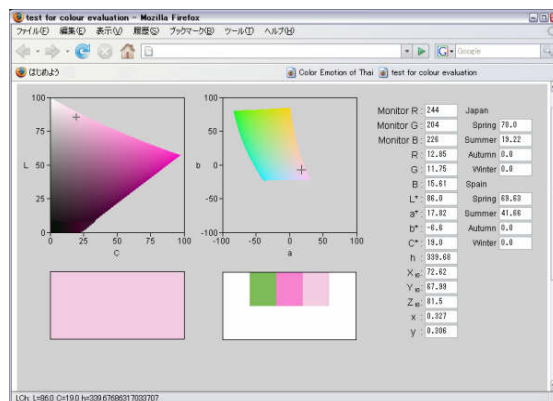 test for colour evaluation - Mozilla Firefox
ファイル(F) 編集(E) 表示(V) 履歴(S) ブックマーク(B) ツール(T) ヘルプ(H)
Google
はじめよう
Color Emotion of Thai
test for colour evaluation
100
75
50
25
0
L
0 25 50 75 100
C
100
50
0
-50
-100
b
-100 -50 0 50 100
a
Monitor R : 244
Monitor G : 204
Monitor B : 226
R : 12.85
G : 11.75
B : 15.61
L* : 86.0
a* : 17.82
b* : -6.6
C* : 19.0
h : 339.68
X10 : 72.62
Y10 : 67.99
Z10 : 81.5
x : 0.327
y : 0.306
Japan
Spring 78.0
Summer 19.22
Autumn 0.0
Winter 0.0
Spain
Spring 69.63
Summer 41.66
Autumn 0.0
Winter 0.0
LCh: L=86.0 C=19.0 h=339.67686317033707